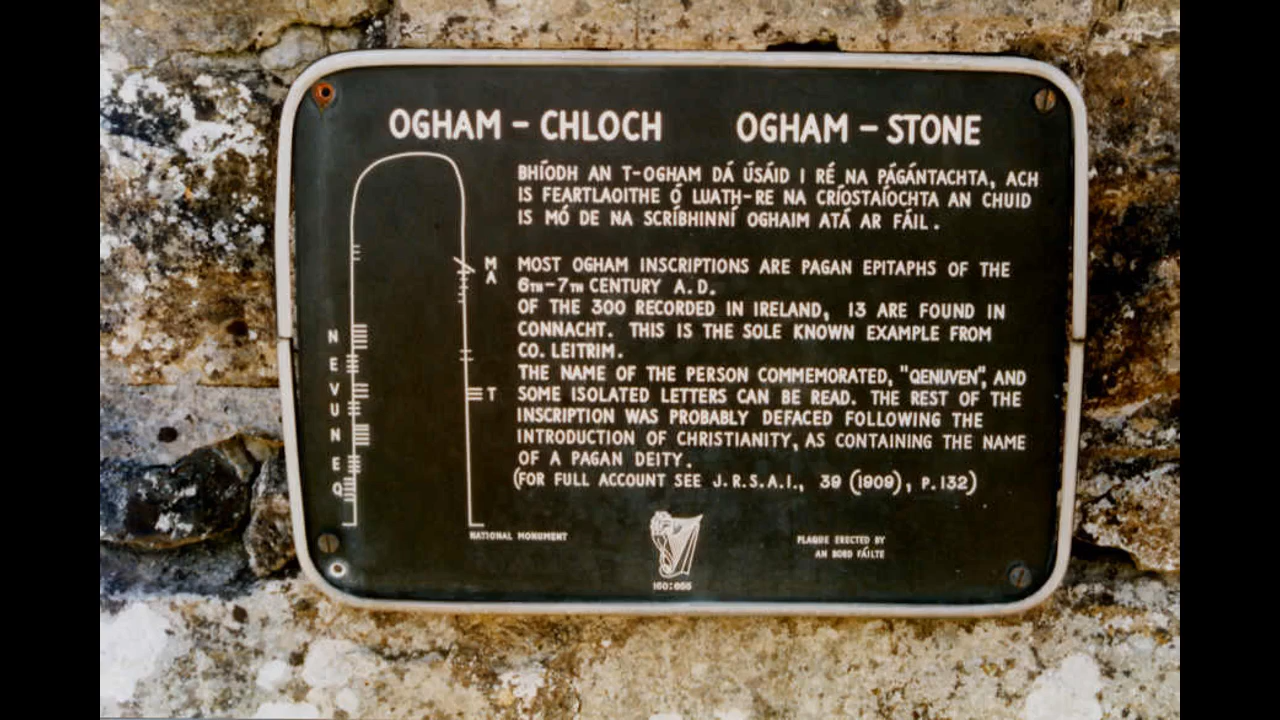 OGHAM – CHLOCH OGHAM – STONE
BHÍODH AN T-OGHAM DÁ ÚSÁID I RÉ NA PÁGÁNTACHTA, ACH
IS FEARTLAOITHE Ó LUATH-RE NA CRÍOSTAÍOCHTA AN CHUID
IS MÓ DE NA SCRÍBHINNÍ OGHAIM ATÁ AR FÁIL.
MOST OGHAM INSCRIPTIONS ARE PAGAN EPITAPHS OF THE
6TH-7TH CENTURY A.D.
OF THE 300 RECORDED IN IRELAND, 13 ARE FOUND IN
CONNACHT. THIS IS THE SOLE KNOWN EXAMPLE FROM
CO. LEITRIM.
THE NAME OF THE PERSON COMMEMORATED, "QENUVEN", AND
SOME ISOLATED LETTERS CAN BE READ. THE REST OF THE
INSCRIPTION WAS PROBABLY DEFACED FOLLOWING THE
INTRODUCTION OF CHRISTIANITY, AS CONTAINING THE NAME
OF A PAGAN DEITY.
(FOR FULL ACCOUNT SEE J.R.S.A.I., 39 (1909), P.132)
N
E
V
U
N
E
Q
M
A
T
NATIONAL MONUMENT
PLAQUE ERECTED BY
AN BORD FÁILTE